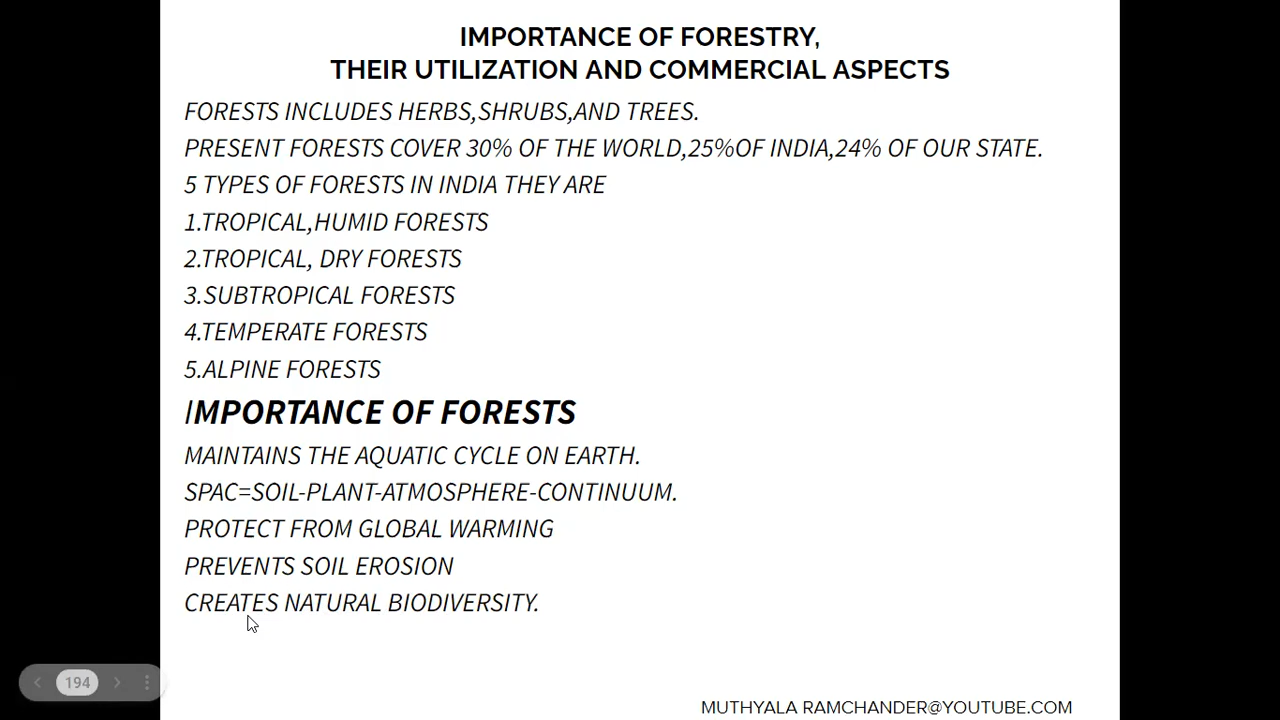 IMPORTANCE OF FORESTRY,
THEIR UTILIZATION AND COMMERCIAL ASPECTS
FORESTS INCLUDES HERBS,SHRUBS,AND TREES.
PRESENT FORESTS COVER 30% OF THE WORLD,25%OF INDIA,24% OF OUR STATE.
5 TYPES OF FORESTS IN INDIA THEY ARE
1.TROPICAL,HUMID FORESTS
2.TROPICAL, DRY FORESTS
3.SUBTROPICAL FORESTS
4.TEMPERATE FORESTS
5.ALPINE FORESTS
IMPORTANCE OF FORESTS
MAINTAINS THE AQUATIC CYCLE ON EARTH.
SPAC=SOIL-PLANT-ATMOSPHERE-CONTINUUM.
PROTECT FROM GLOBAL WARMING
PREVENTS SOIL EROSION
CREATES NATURAL BIODIVERSITY.
194
MUTHYALA RAMCHANDER@YOUTUBE.COM